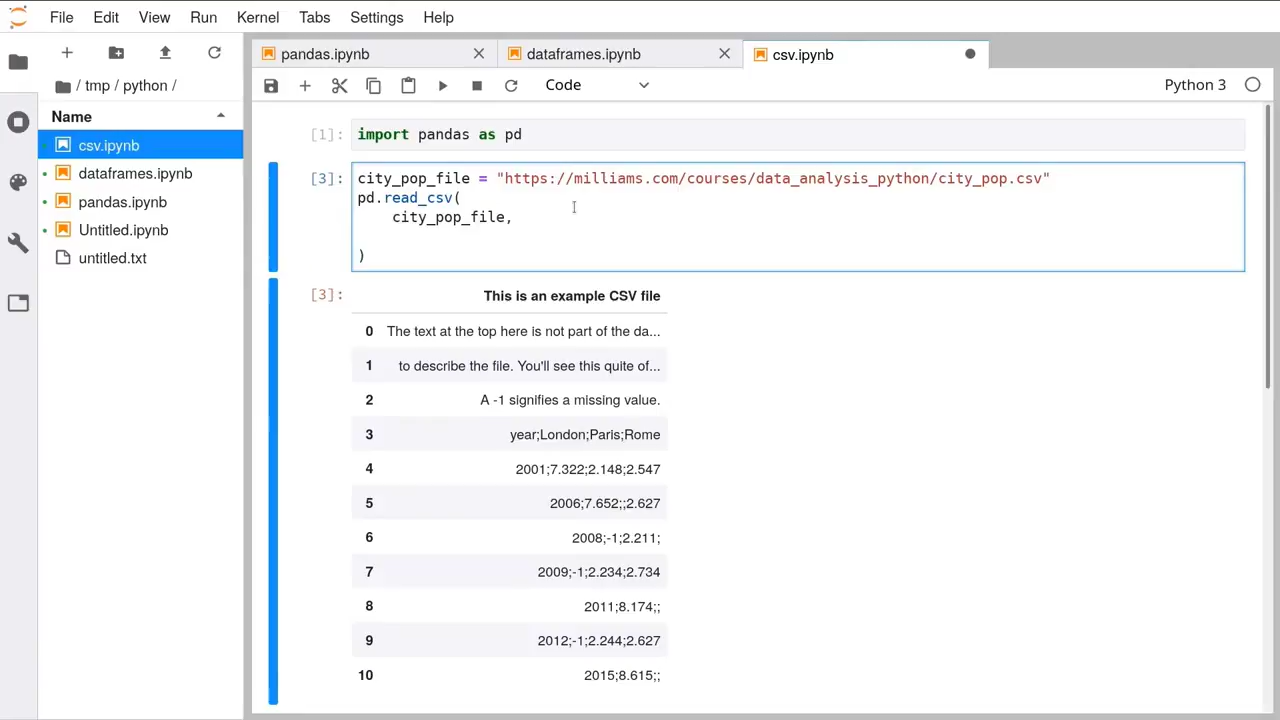 File Edit View Run Kernel Tabs Settings Help
/ tmp / python /
Name
csv.ipynb
dataframes.ipynb
pandas.ipynb
Untitled.ipynb
untitled.txt
pandas.ipynb dataframes.ipynb csv.ipynb
Code Python 3
[1]: import pandas as pd
[3]: city_pop_file = "https://milliams.com/courses/data_analysis_python/city_pop.csv"
pd.read_csv(
city_pop_file,
)
[3]: This is an example CSV file
0 The text at the top here is not part of the da...
1 to describe the file. You'll see this quite of...
2 A -1 signifies a missing value.
3 year;London;Paris;Rome
4 2001;7.322;2.148;2.547
5 2006;7.652;;2.627
6 2008;-1;2.211;
7 2009;-1;2.234;2.734
8 2011;8.174;;
9 2012;-1;2.244;2.627
10 2015;8.615;;